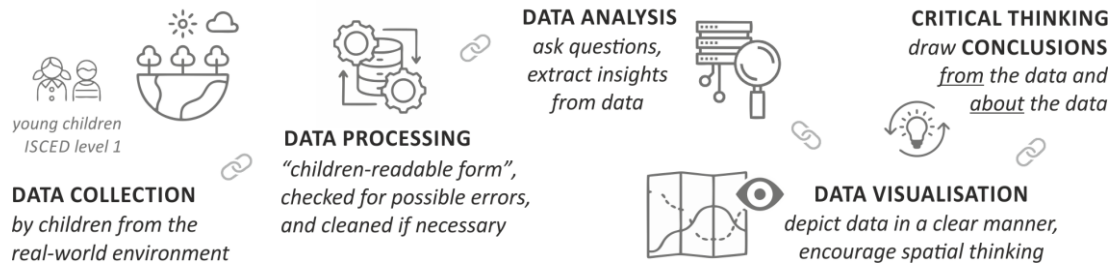 young children
ISCED level 1
DATA COLLECTION
by children from the
real-world environment
DATA PROCESSING
“children-readable form”,
checked for possible errors,
and cleaned if necessary
DATA ANALYSIS
ask questions,
extract insights
from data
DATA VISUALISATION
depict data in a clear manner,
encourage spatial thinking
CRITICAL THINKING
draw CONCLUSIONS
from the data and
about the data